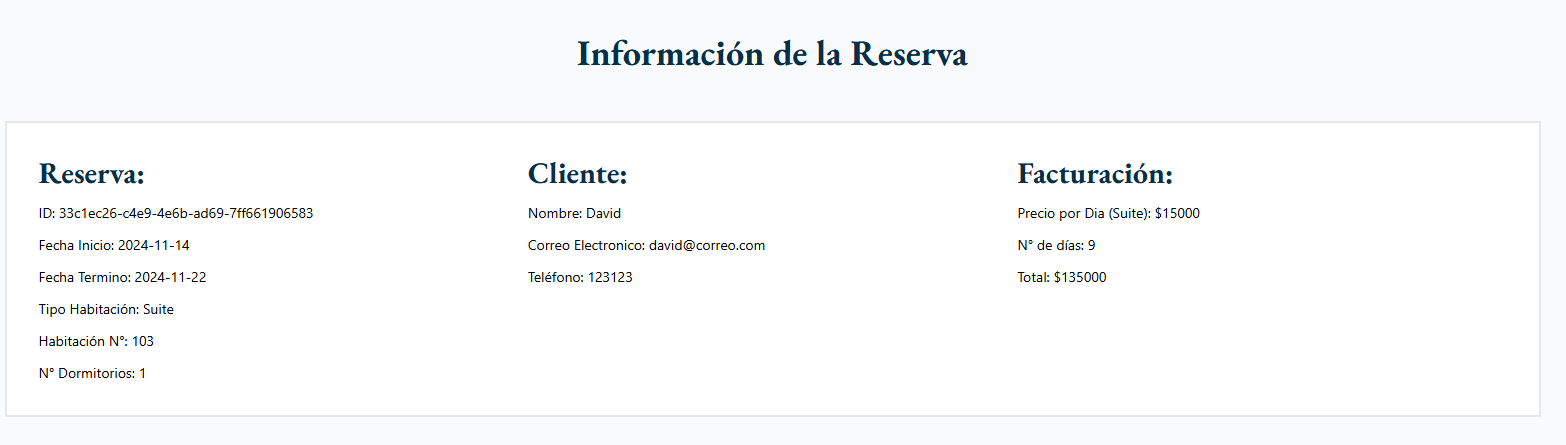 Información de la Reserva
Reserva:
ID: 33c1ec26-c4e9-4e6b-ad69-7ff661906583
Fecha Inicio: 2024-11-14
Fecha Termino: 2024-11-22
Tipo Habitación: Suite
Habitación N°: 103
N° Dormitorios: 1
Cliente:
Nombre: David
Correo Electronico: david@correo.com
Teléfono: 123123
Facturación:
Precio por Dia (Suite): $15000
N° de días: 9
Total: $135000